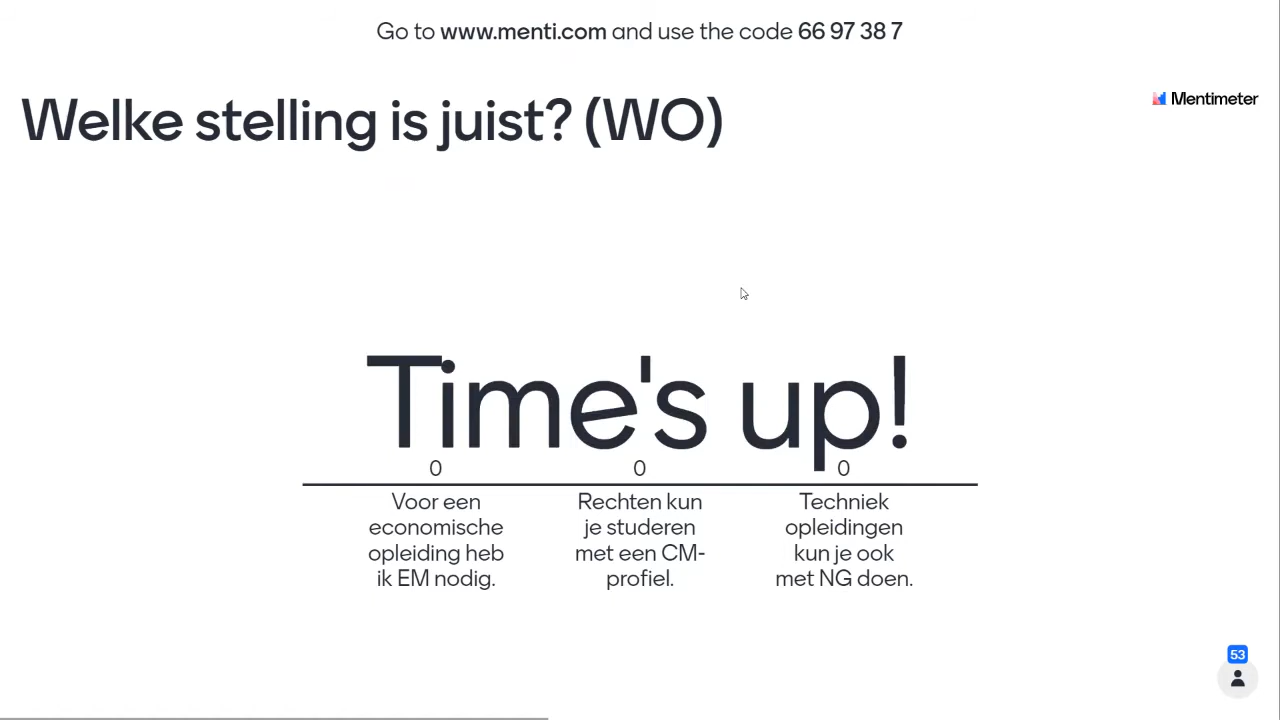 Go to www.menti.com and use the code 66 97 38 7
Mentimeter
Welke stelling is juist? (WO)
Time's up!
0
0
0
Voor een
economische
opleiding heb
ik EM nodig.
Rechten kun
je studeren
met een CM-
profiel.
Techniek
opleidingen
kun je ook
met NG doen.
53